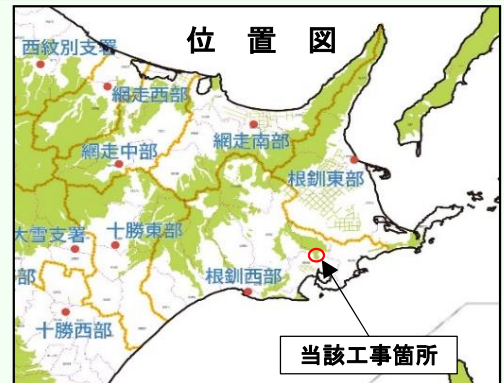 位置図
西紋別支署
網走西部
網走南部
網走中部
根釧東部
大雪支署
十勝東部
部
根釧西部
十勝西部
当該工事箇所